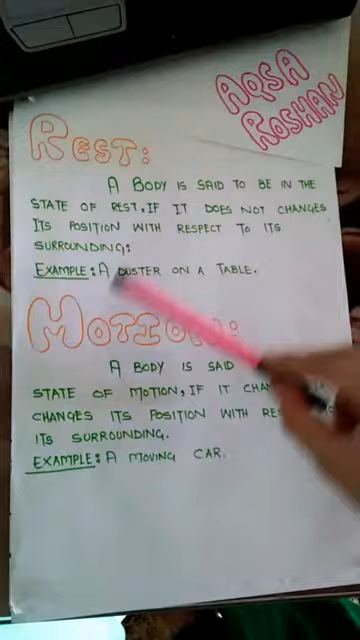 AQSA
ROSHAN
REST:
A BODY IS SAID TO BE IN THE
STATE OF REST, IF IT DOES NOT CHANGES
ITS POSITION WITH RESPECT TO ITS
SURROUNDING:
EXAMPLE: A DUSTER ON A TABLE.
MOTION:
A BODY IS SAID
STATE OF MOTION, IF IT
CHANGES ITS POSITION WITH
ITS SURROUNDING.
EXAMPLE: A MOVING CAR.